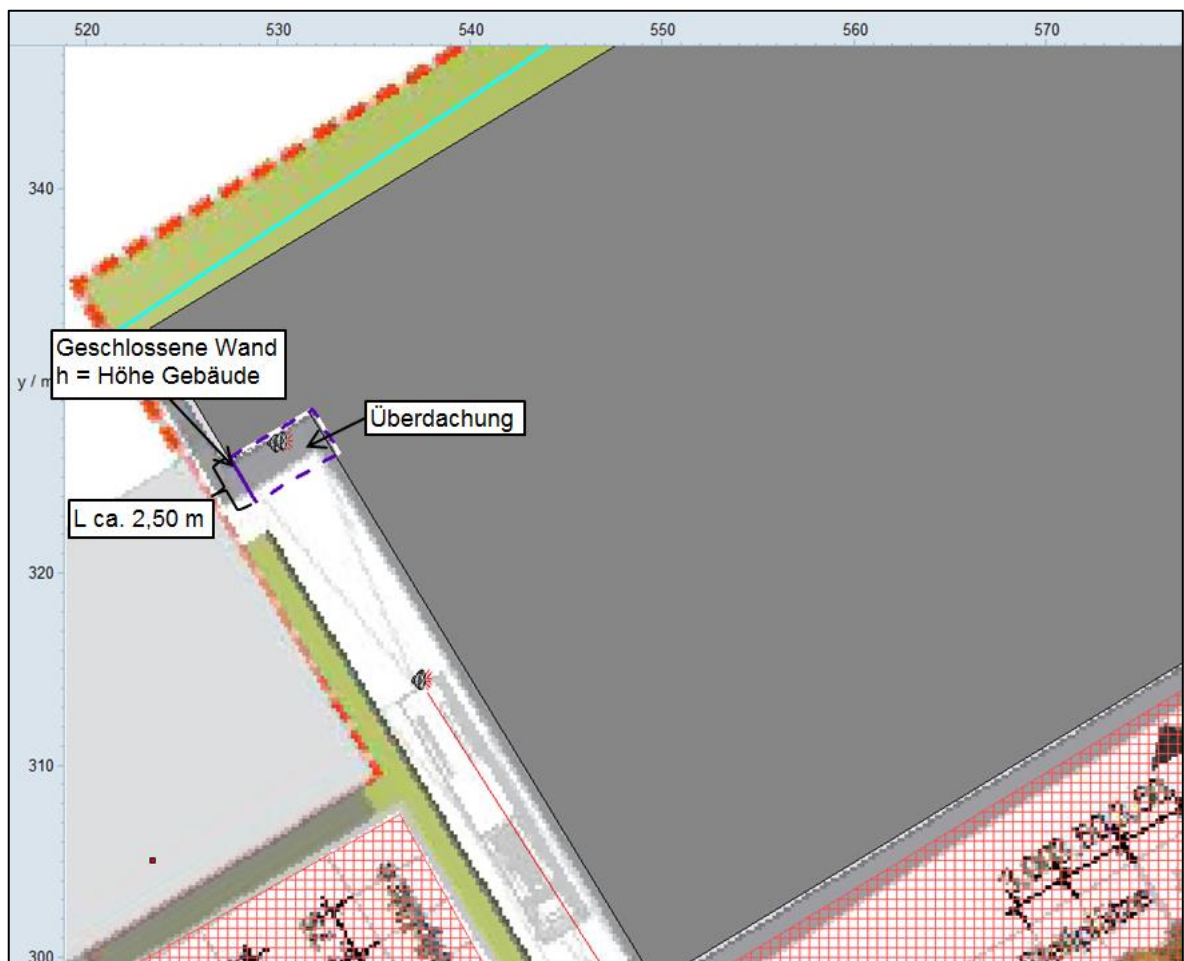 520 530 540 550 560 570
340
Geschlossene Wand
h = Höhe Gebäude
y / m
Überdachung
L ca. 2,50 m
320
310
300